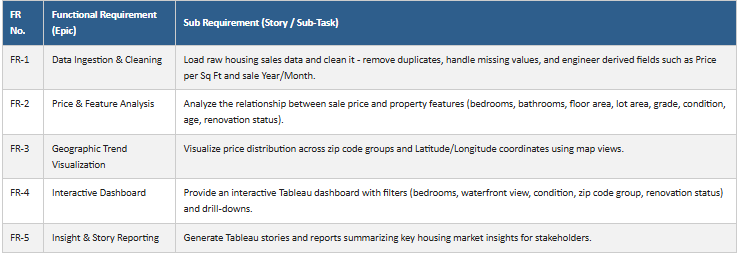 FR No. Functional Requirement (Epic) Sub Requirement (Story / Sub-Task)
FR-1 Data Ingestion & Cleaning Load raw housing sales data and clean it - remove duplicates, handle missing values, and engineer derived fields such as Price
per Sq Ft and sale Year/Month.
FR-2 Price & Feature Analysis Analyze the relationship between sale price and property features (bedrooms, bathrooms, floor area, lot area, grade, condition,
age, renovation status).
FR-3 Geographic Trend Visualization Visualize price distribution across zip code groups and Latitude/Longitude coordinates using map views.
FR-4 Interactive Dashboard Provide an interactive Tableau dashboard with filters (bedrooms, waterfront view, condition, zip code group, renovation status)
and drill-downs.
FR-5 Insight & Story Reporting Generate Tableau stories and reports summarizing key housing market insights for stakeholders.